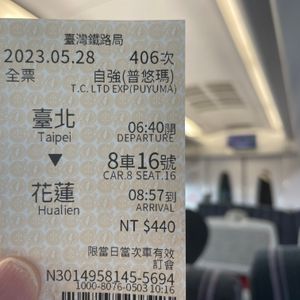 臺灣鐵路局
2023.05.28 406次
全票 自強(普悠瑪)
T.C. LTD EXP(PUYUMA)
臺北 06:40開
Taipei DEPARTURE
▼ 8車16號
CAR.8 SEAT.16
花蓮 08:57到
Hualien ARRIVAL
NT $440
限當日當次車有效
訂會
N3014958145-5694
1000-8076-0503 10:16